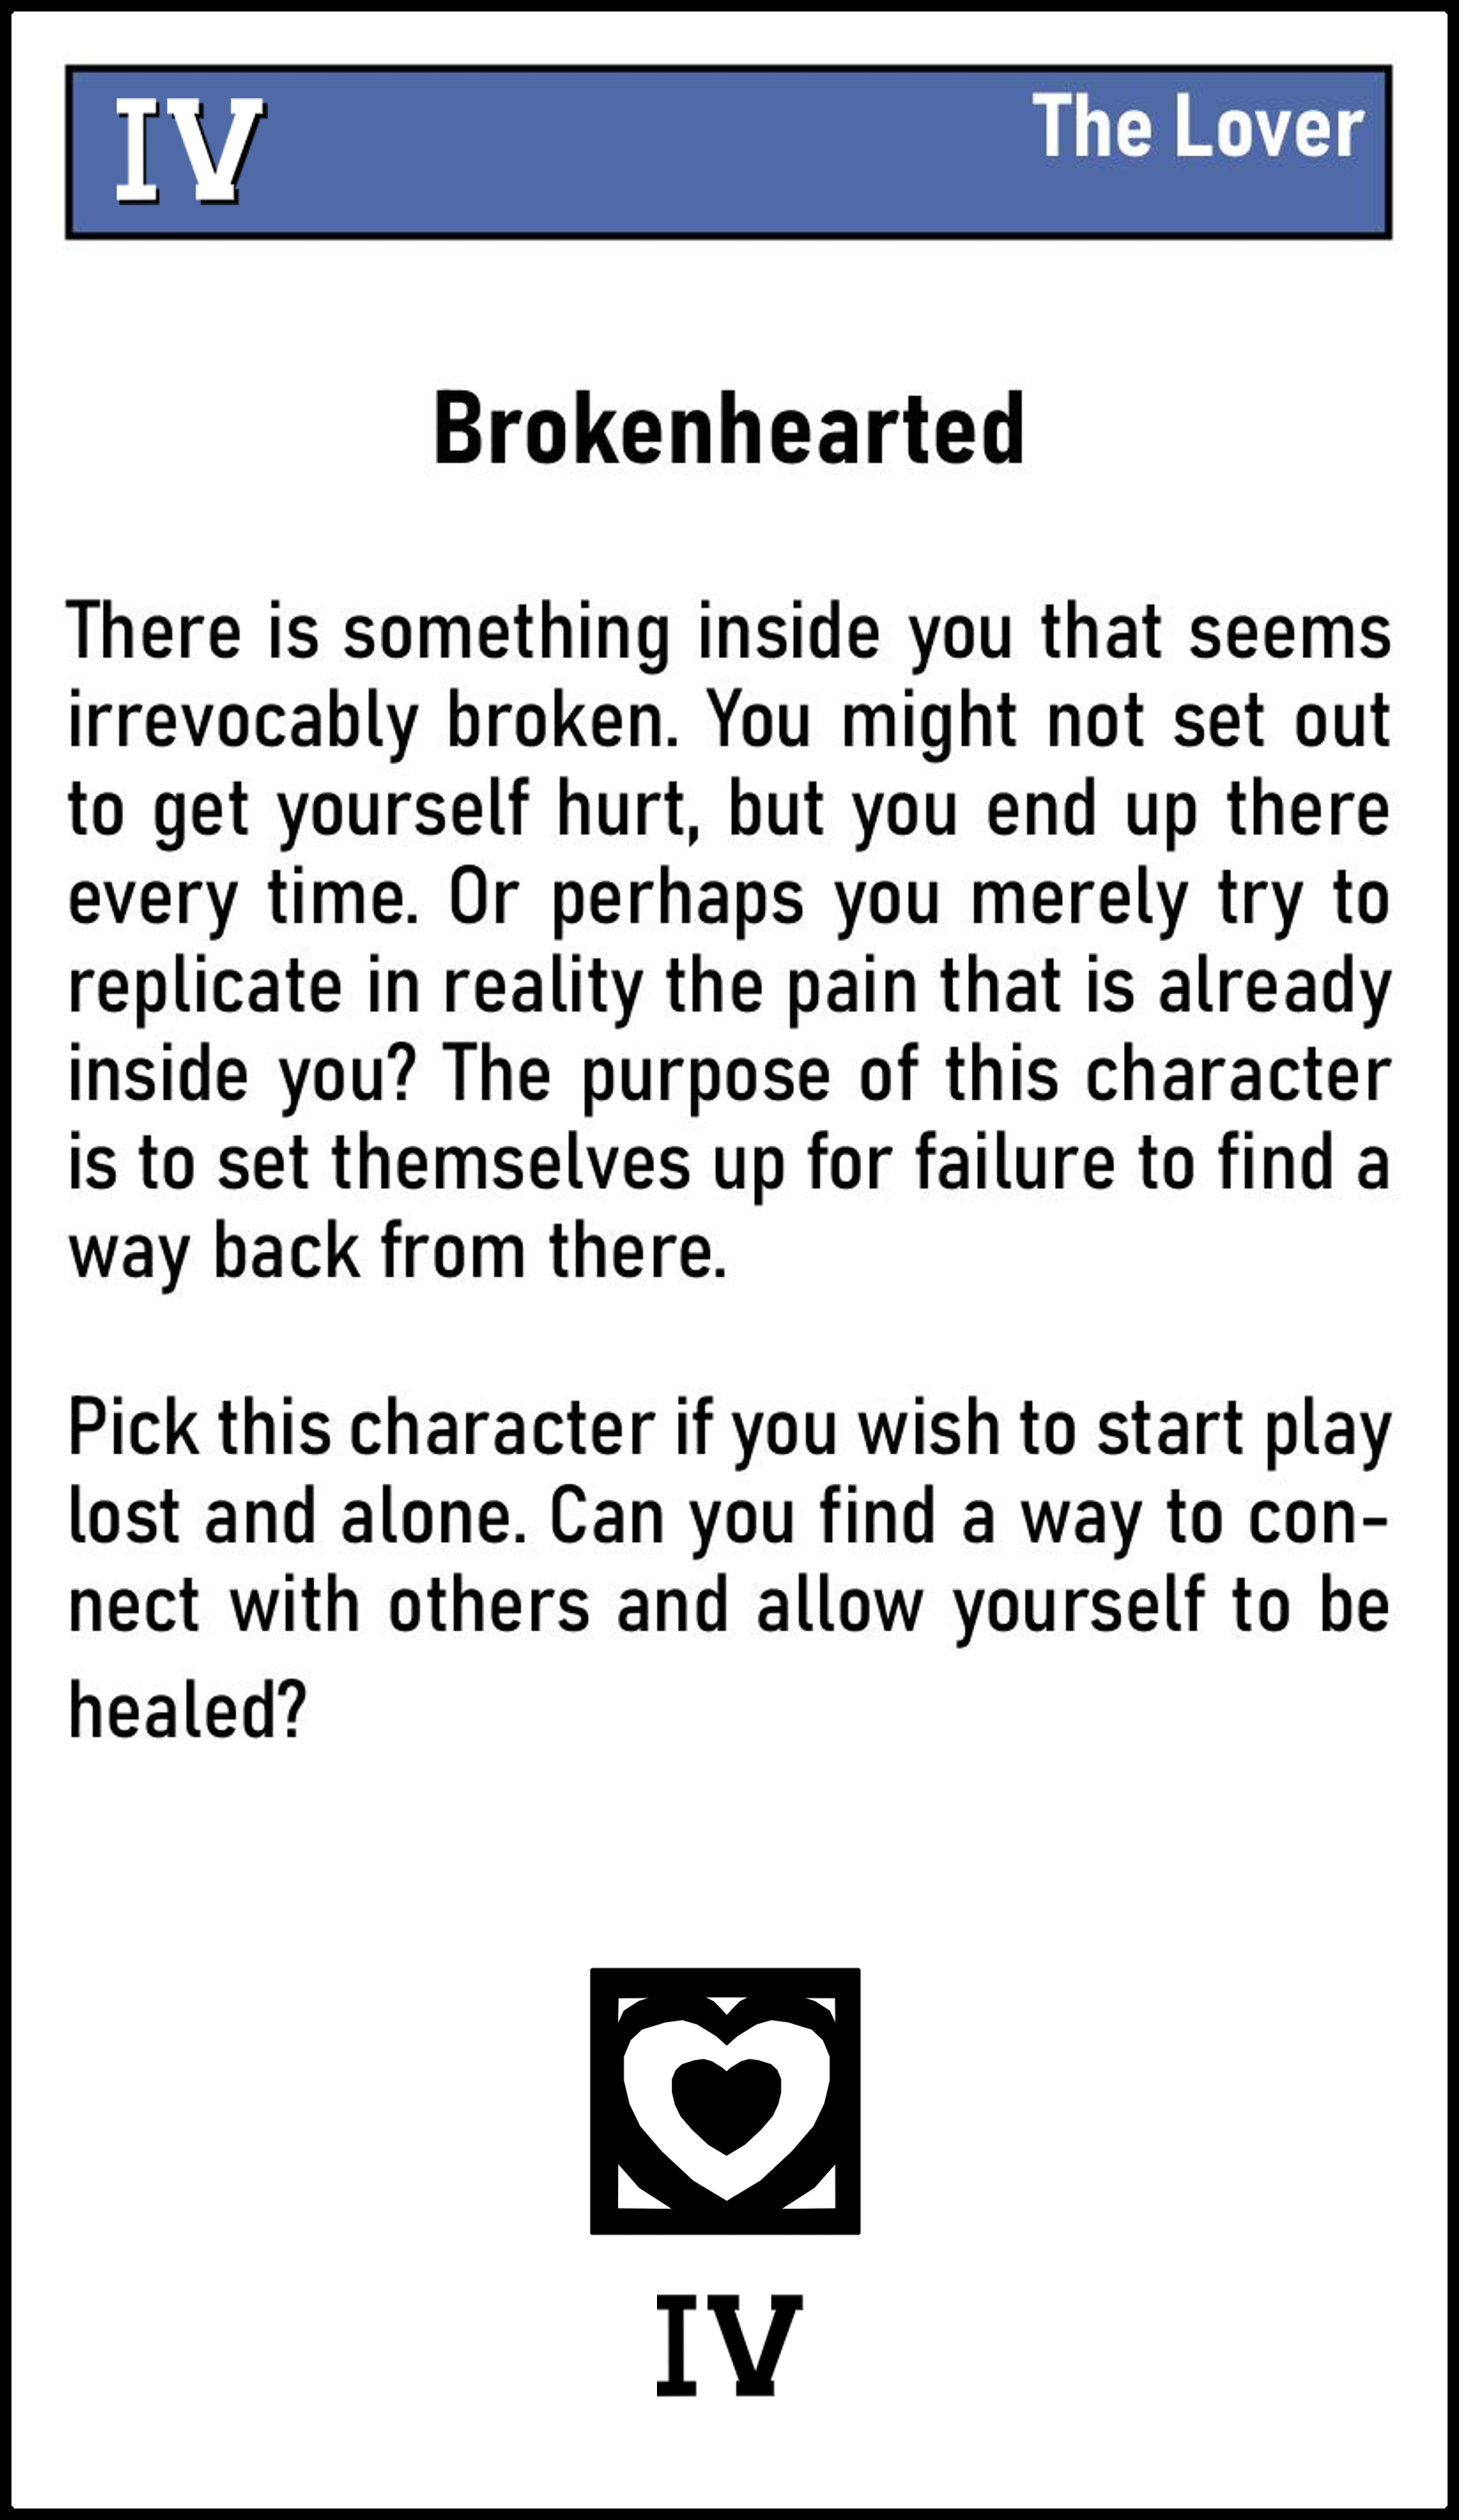 IV
The Lover
Brokenhearted
There is something inside you that seems
irrevocably broken. You might not set out
to get yourself hurt, but you end up there
every time. Or perhaps you merely try to
replicate in reality the pain that is already
inside you? The purpose of this character
is to set themselves up for failure to find a
way back from there.
Pick this character if you wish to start play
lost and alone. Can you find a way to con-
nect with others and allow yourself to be
healed?
IV